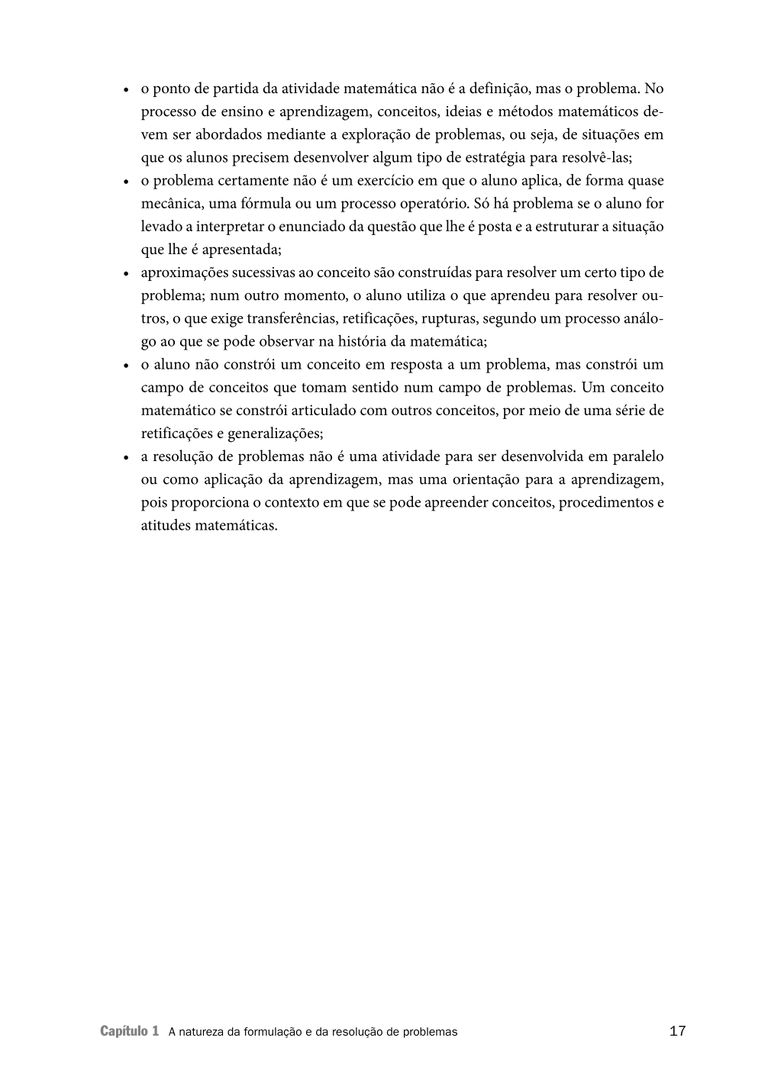 • o ponto de partida da atividade matemática não é a definição, mas o problema. No
processo de ensino e aprendizagem, conceitos, ideias e métodos matemáticos de-
vem ser abordados mediante a exploração de problemas, ou seja, de situações em
que os alunos precisem desenvolver algum tipo de estratégia para resolvê-las;
• o problema certamente não é um exercício em que o aluno aplica, de forma quase
mecânica, uma fórmula ou um processo operatório. Só há problema se o aluno for
levado a interpretar o enunciado da questão que lhe é posta e a estruturar a situação
que lhe é apresentada;
• aproximações sucessivas ao conceito são construídas para resolver um certo tipo de
problema; num outro momento, o aluno utiliza o que aprendeu para resolver ou-
tros, o que exige transferências, retificações, rupturas, segundo um processo análo-
go ao que se pode observar na história da matemática;
• o aluno não constrói um conceito em resposta a um problema, mas constrói um
campo de conceitos que tomam sentido num campo de problemas. Um conceito
matemático se constrói articulado com outros conceitos, por meio de uma série de
retificações e generalizações;
• a resolução de problemas não é uma atividade para ser desenvolvida em paralelo
ou como aplicação da aprendizagem, mas uma orientação para a aprendizagem,
pois proporciona o contexto em que se pode apreender conceitos, procedimentos e
atitudes matemáticas.
Capítulo 1 A natureza da formulação e da resolução de problemas 17